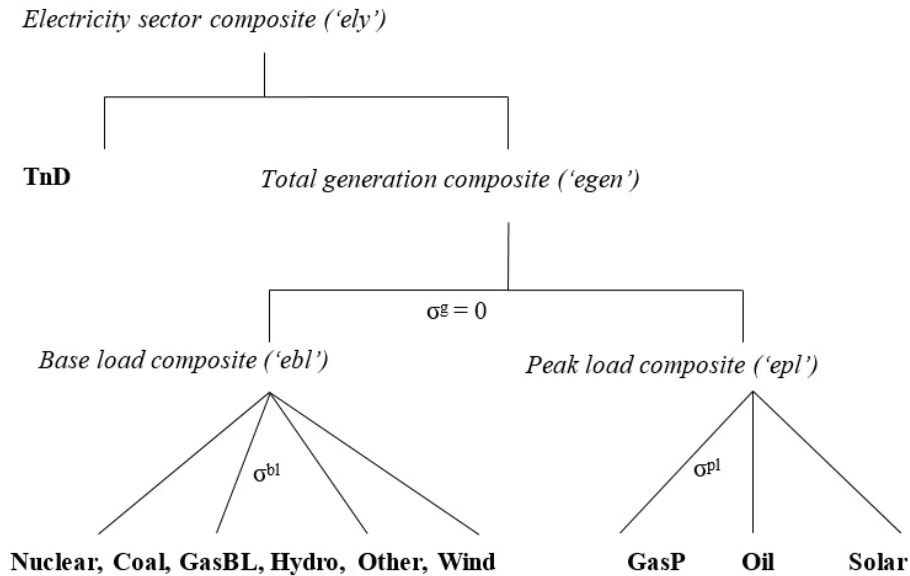 Electricity sector composite (‘ely’)
TnD
Total generation composite (‘egen’)
σᵍ = 0
Base load composite (‘ebl’)
Peak load composite (‘epl’)
σᵇˡ
σᵖˡ
Nuclear, Coal, GasBL, Hydro, Other, Wind
GasP Oil Solar